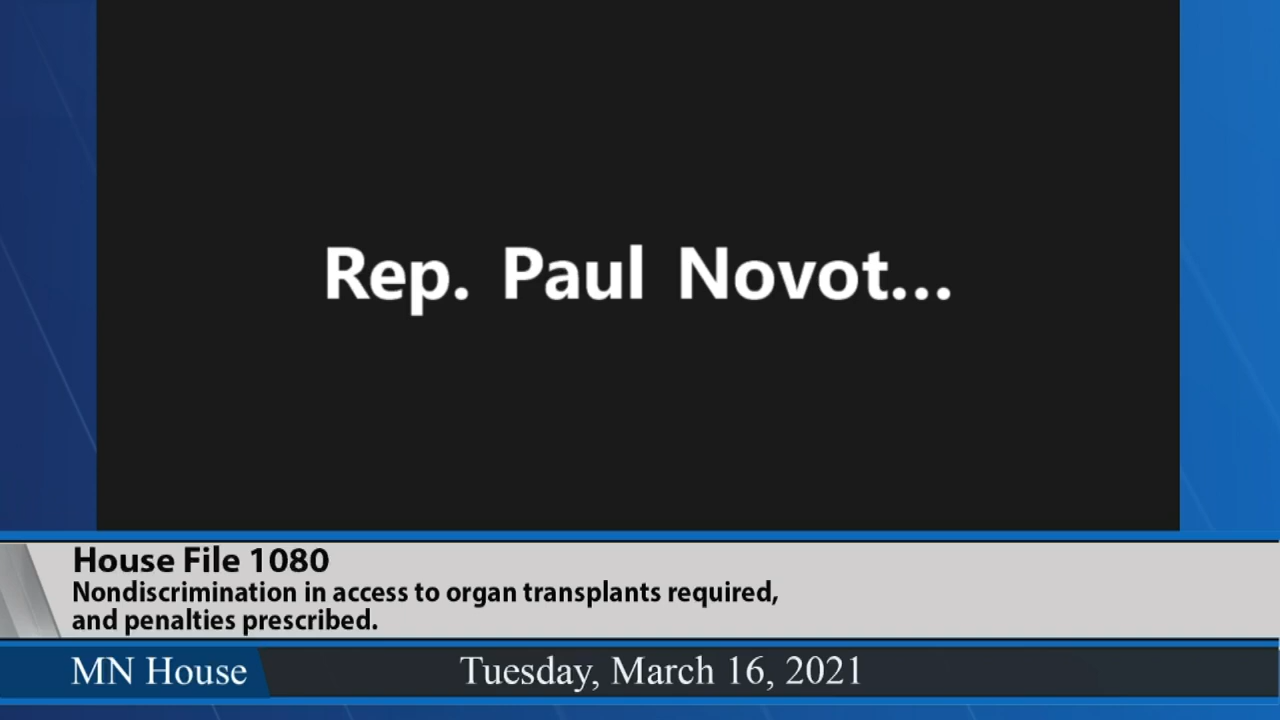 Rep. Paul Novot...
House File 1080
Nondiscrimination in access to organ transplants required,
and penalties prescribed.
MN House
Tuesday, March 16, 2021